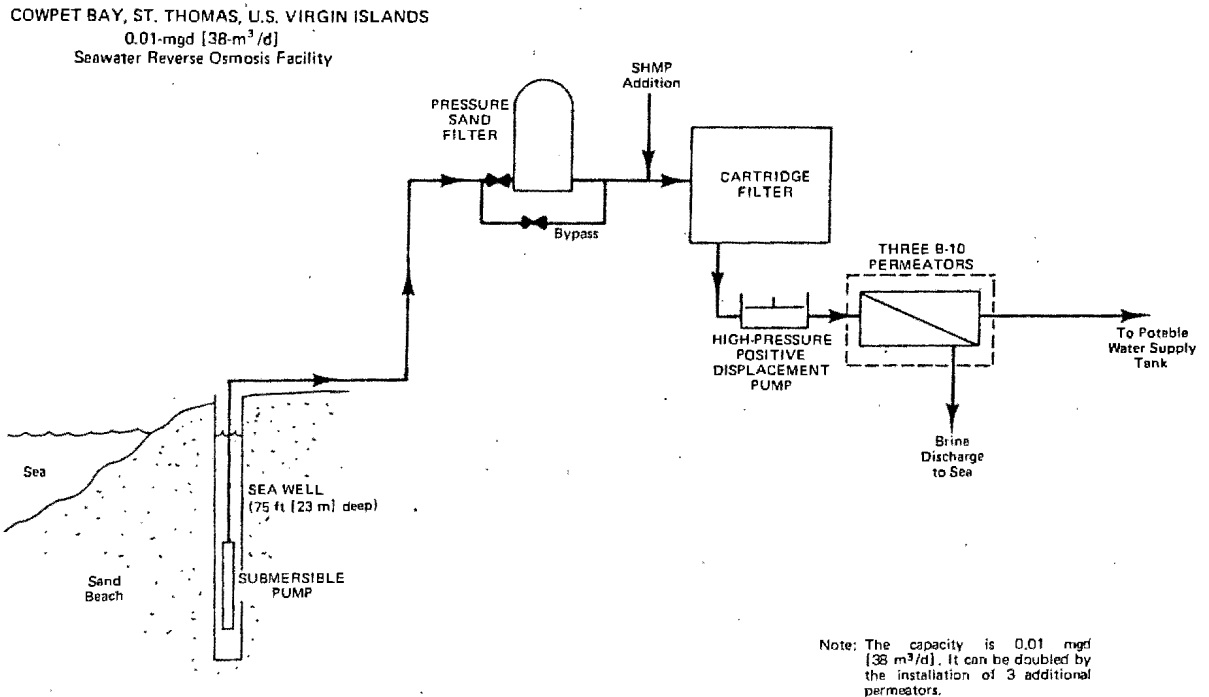 COWPET BAY, ST. THOMAS, U.S. VIRGIN ISLANDS
0.01-mgd [38-m³/d]
Seawater Reverse Osmosis Facility
SHMP
Addition
PRESSURE
SAND
FILTER
CARTRIDGE
FILTER
Bypass
THREE B-10
PERMEATORS
HIGH-PRESSURE
POSITIVE
DISPLACEMENT
PUMP
To Potable
Water Supply
Tank
Brine
Discharge
to Sea
Sea
SEA WELL
(75 ft [23 m] deep)
SUBMERSIBLE
PUMP
Sand
Beach
Note: The capacity is 0.01 mgd
[38 m³/d]. It can be doubled by
the installation of 3 additional
permeators.